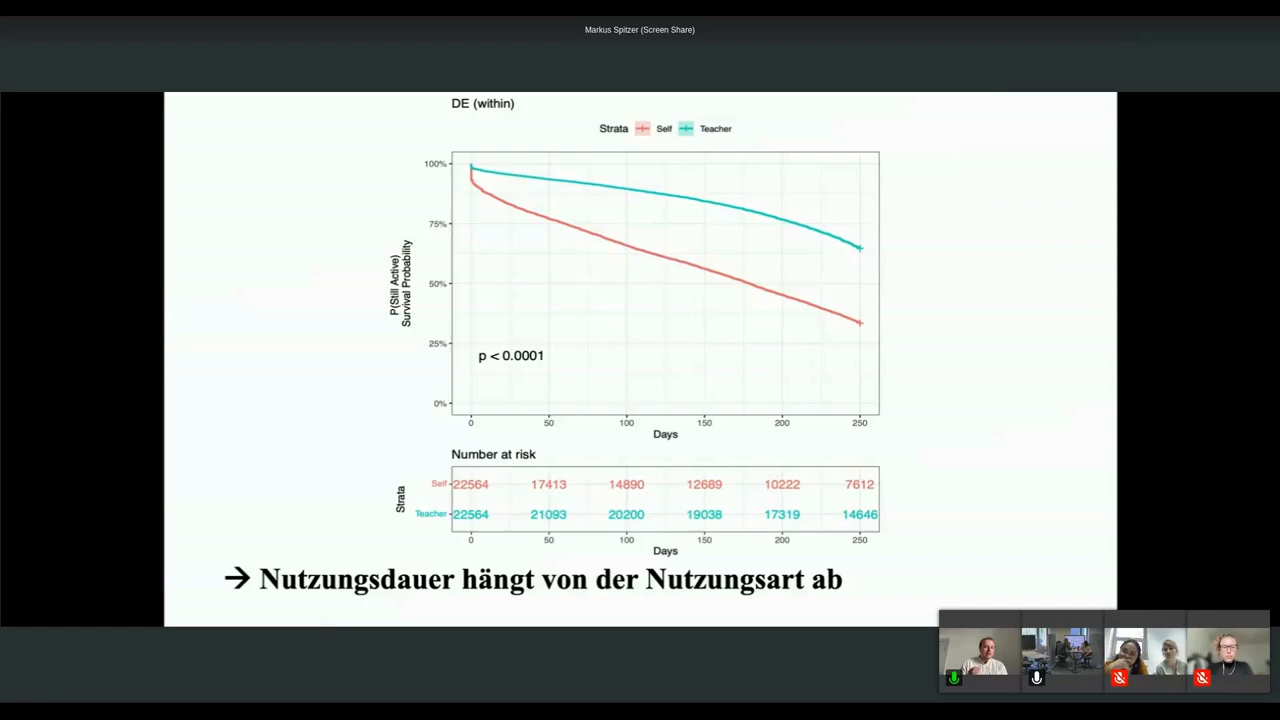 Markus Spitzer (Screen Share)
DE (within)
Strata Self Teacher
100%
75%
50%
25%
0%
P(Still Active)
Survival Probability
p < 0.0001
0 50 100 150 200 250
Days
Number at risk
Strata
Self 22564 17413 14890 12689 10222 7612
Teacher 22564 21093 20200 19038 17319 14646
0 50 100 150 200 250
Days
→ Nutzungsdauer hängt von der Nutzungsart ab